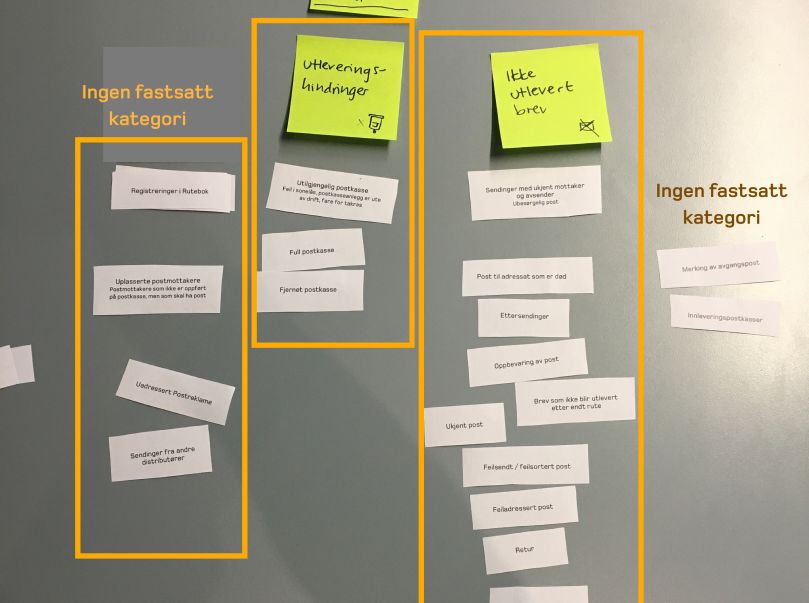 Ingen fastsatt
kategori
Registreringer i Rutebok
Uplasserte postmottakere
Postmottakere som ikke er oppført
på postkasse, men som skal ha post
Uadressert Postreklame
Sendinger fra andre
distributører
Utleverings-
hindringer
Utilgjengelig postkasse
Feil i sonelås, postkasseanlegg er ute
av drift, fare for takras
Full postkasse
Fjernet postkasse
Ikke
utlevert
brev
Sendinger med ukjent mottaker
og avsender
Ubesørgelig post
Post til adressat som er død
Ettersendinger
Oppbevaring av post
Brev som ikke blir utlevert
etter endt rute
Ukjent post
Feilsendt / feilsortert post
Feiladressert post
Retur
Ingen fastsatt
kategori
Merking av avgangspost
Innleveringspostkasser